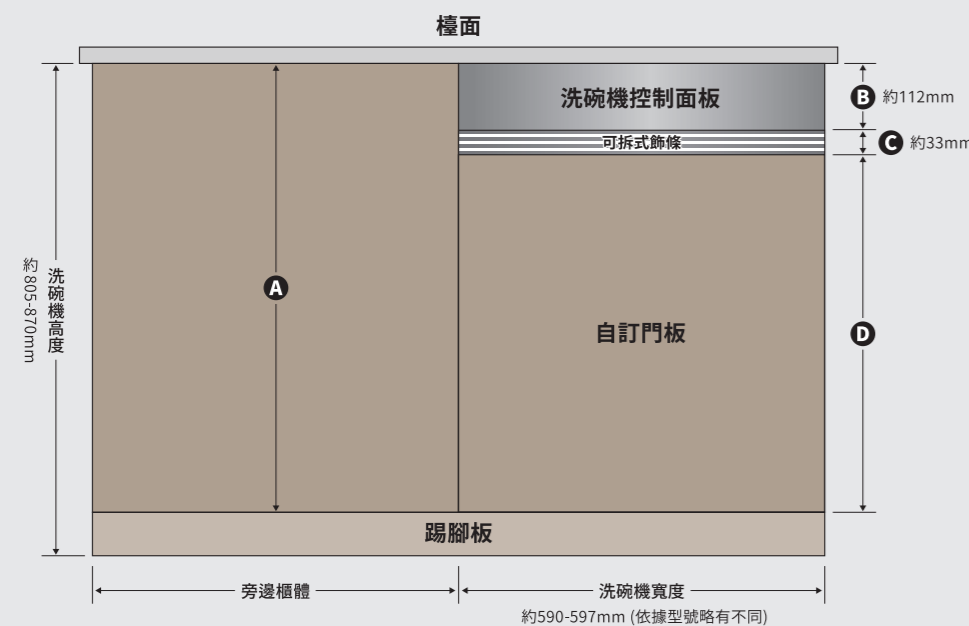 檯面
洗碗機控制面板
B 約112mm
可拆式飾條
C 約33mm
洗碗機高度
約805-870mm
A
自訂門板
D
踢腳板
旁邊櫃體
洗碗機寬度
約590-597mm (依據型號略有不同)